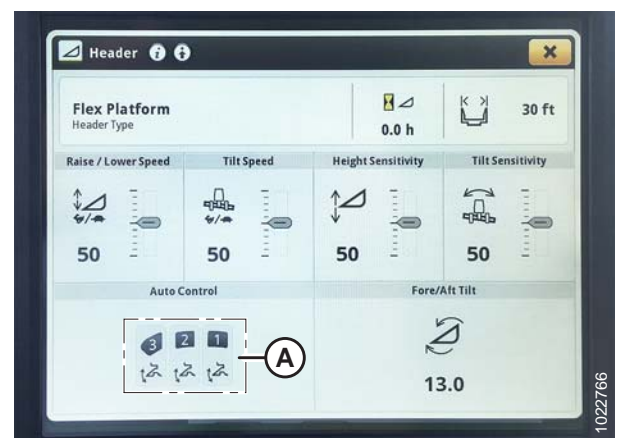 Header
Flex Platform
Header Type
0.0 h
30 ft
Raise / Lower Speed
Tilt Speed
Height Sensitivity
Tilt Sensitivity
50
50
50
50
Auto Control
Fore/Aft Tilt
3 2 1
A
13.0
1022766